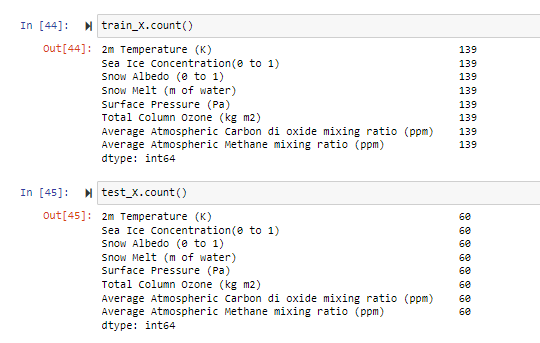 In [44]: train_X.count()
Out[44]: 2m Temperature (K) 139
Sea Ice Concentration(0 to 1) 139
Snow Albedo (0 to 1) 139
Snow Melt (m of water) 139
Surface Pressure (Pa) 139
Total Column Ozone (kg m2) 139
Average Atmospheric Carbon di oxide mixing ratio (ppm) 139
Average Atmospheric Methane mixing ratio (ppm) 139
dtype: int64
In [45]: test_X.count()
Out[45]: 2m Temperature (K) 60
Sea Ice Concentration(0 to 1) 60
Snow Albedo (0 to 1) 60
Snow Melt (m of water) 60
Surface Pressure (Pa) 60
Total Column Ozone (kg m2) 60
Average Atmospheric Carbon di oxide mixing ratio (ppm) 60
Average Atmospheric Methane mixing ratio (ppm) 60
dtype: int64